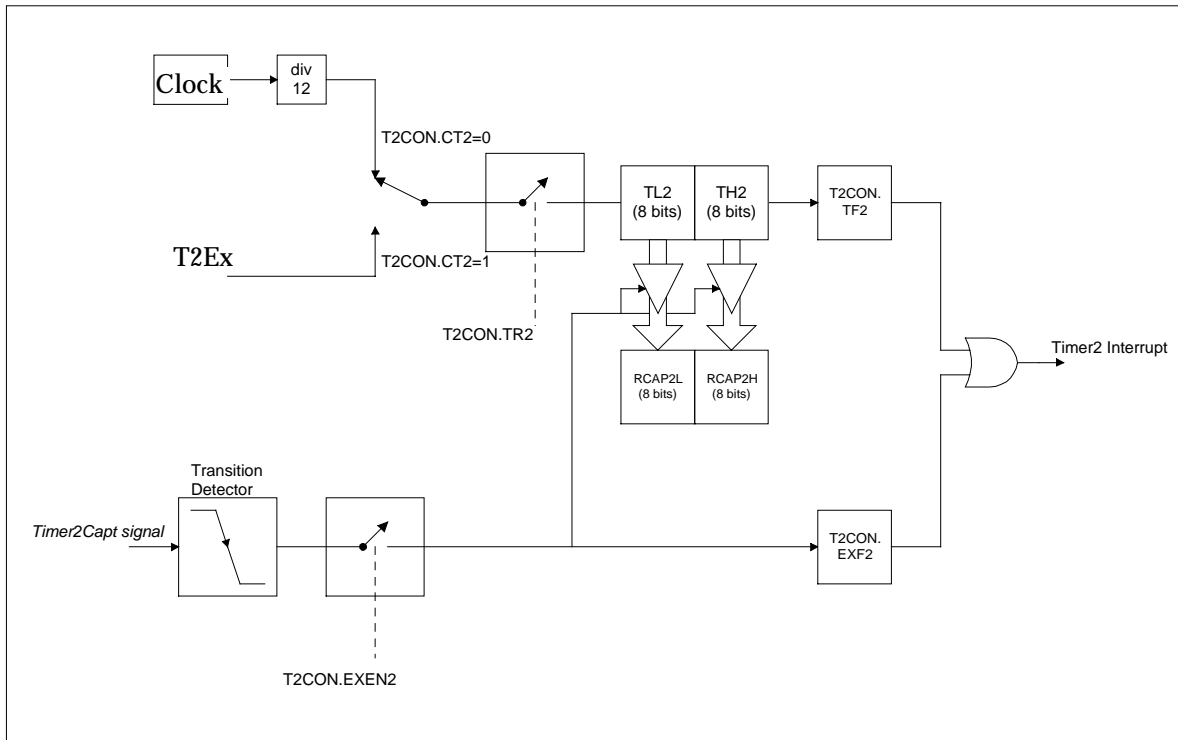 Clock
div
12
T2CON.CT2=0
TL2
(8 bits)
TH2
(8 bits)
T2CON.
TF2
T2Ex
T2CON.CT2=1
T2CON.TR2
Timer2 Interrupt
RCAP2L
(8 bits)
RCAP2H
(8 bits)
Transition
Detector
Timer2Capt signal
T2CON.
EXF2
T2CON.EXEN2